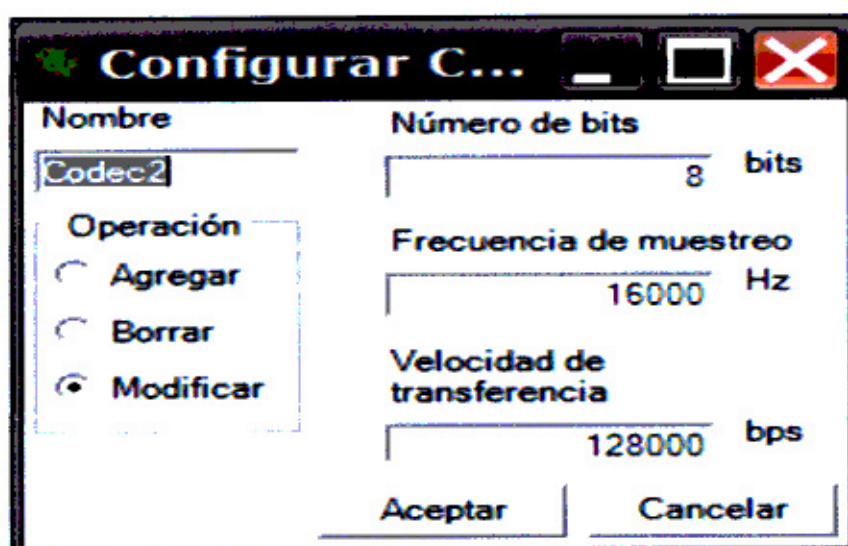 Configurar C...
Nombre
Codec2
Operación
Agregar
Borrar
Modificar
Número de bits
8 bits
Frecuencia de muestreo
16000 Hz
Velocidad de
transferencia
128000 bps
Aceptar
Cancelar